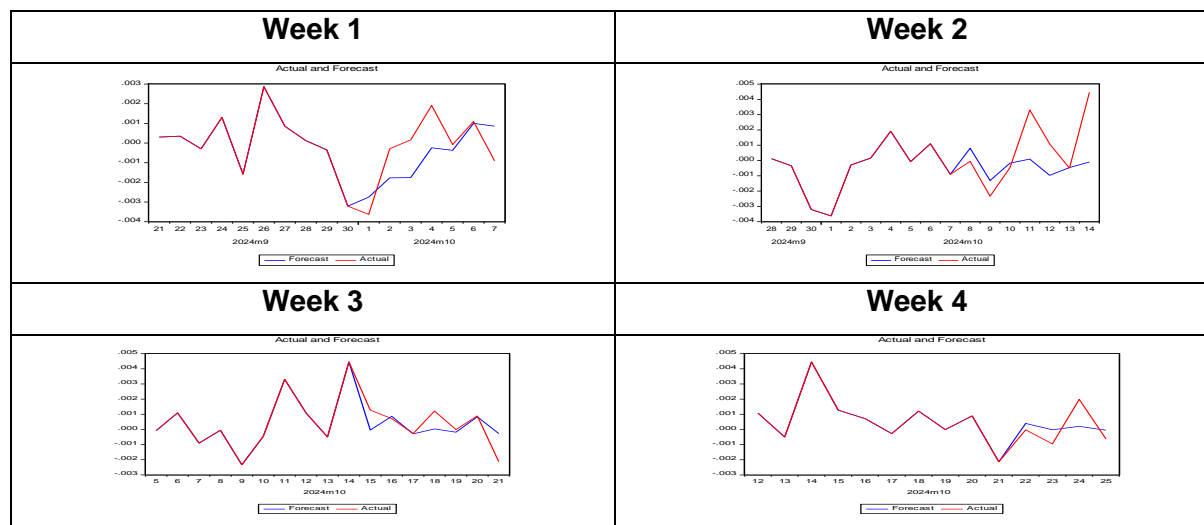 Week 1
Week 2
Actual and Forecast
.003
.002
.001
.000
-.001
-.002
-.003
-.004
21 22 23 24 25 26 27 28 29 30 1 2 3 4 5 6 7
2024m9 2024m10
Forecast Actual
Actual and Forecast
.005
.004
.003
.002
.001
.000
-.001
-.002
-.003
-.004
28 29 30 1 2 3 4 5 6 7 8 9 10 11 12 13 14
2024m9 2024m10
Forecast Actual
Week 3
Week 4
Actual and Forecast
.005
.004
.003
.002
.001
.000
-.001
-.002
-.003
5 6 7 8 9 10 11 12 13 14 15 16 17 18 19 20 21
2024m10
Forecast Actual
Actual and Forecast
.005
.004
.003
.002
.001
.000
-.001
-.002
-.003
12 13 14 15 16 17 18 19 20 21 22 23 24 25
2024m10
Forecast Actual